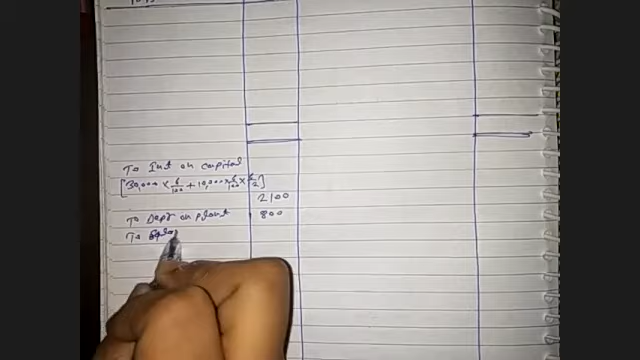 To Int on capital
[30,000 × 6/100 + 10,000 × 6/100 × 6/12]
2100
To Depr on plant 800
To